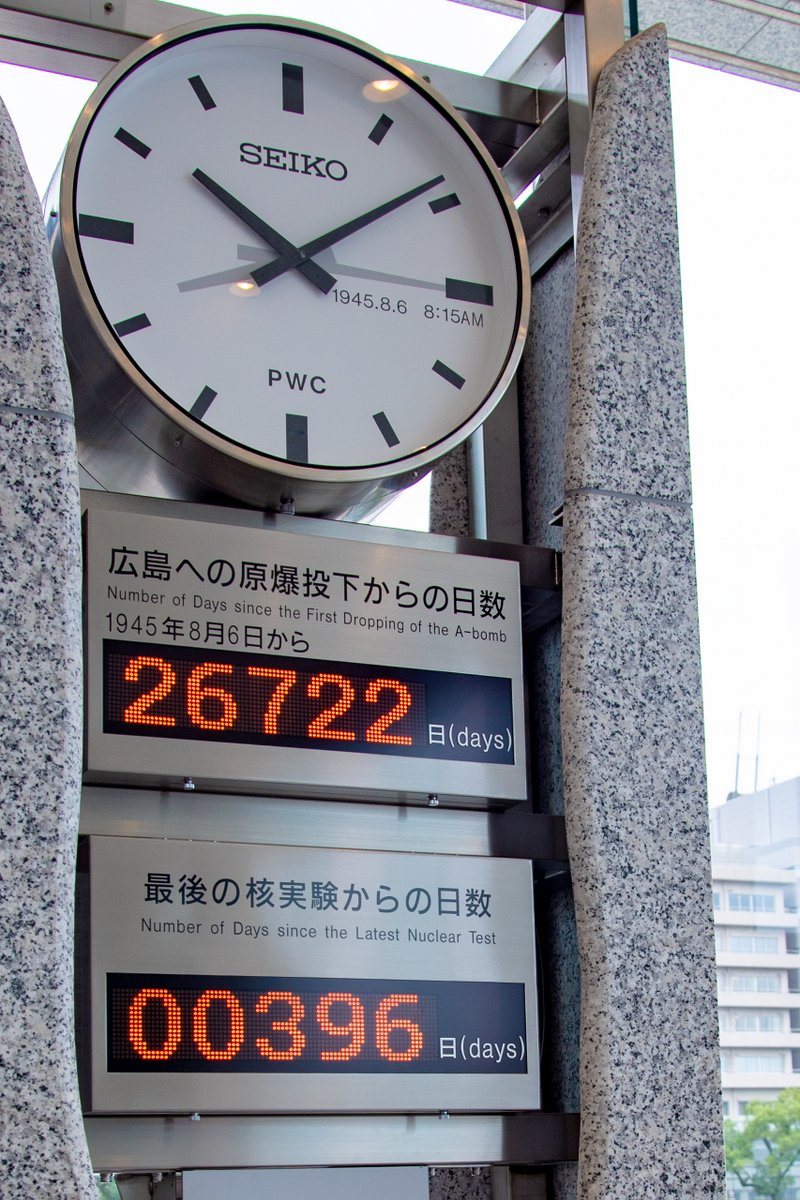 SEIKO
1945.8.6 8:15AM
PWC
広島への原爆投下からの日数
Number of Days since the First Dropping of the A-bomb
1945年8月6日から
26722 日(days)
最後の核実験からの日数
Number of Days since the Latest Nuclear Test
00396 日(days)